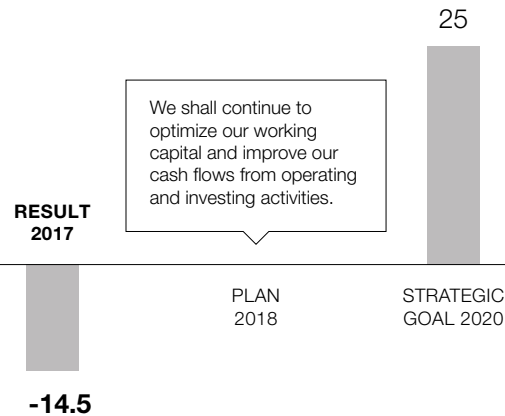 25
We shall continue to
optimize our working
capital and improve our
cash flows from operating
and investing activities.
RESULT
2017
PLAN
2018
STRATEGIC
GOAL 2020
-14.5